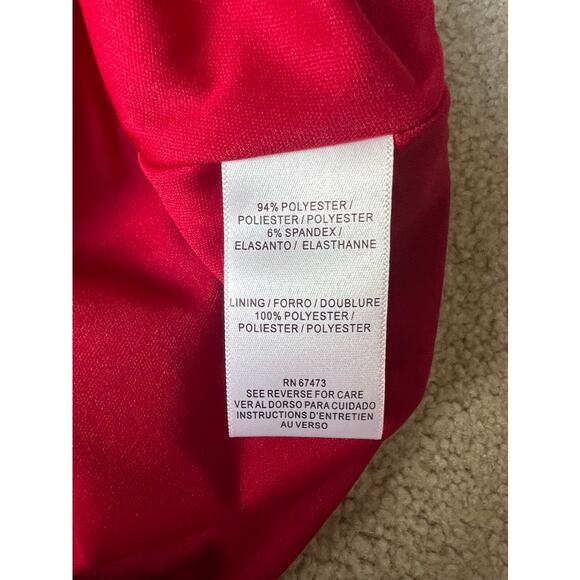 94% POLYESTER /
POLIESTER / POLYESTER
6% SPANDEX /
ELASANTO / ELASTHANNE
LINING / FORRO / DOUBLURE
100% POLYESTER /
POLIESTER / POLYESTER
RN 67473
SEE REVERSE FOR CARE
VER AL DORSO PARA CUIDADO
INSTRUCTIONS D'ENTRETIEN
AU VERSO